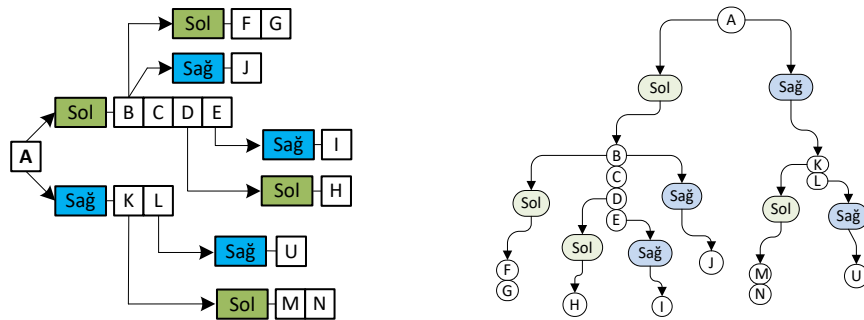 Sol F G
Sağ J
Sol B C D E
Sağ I
A
Sol H
Sağ K L
Sağ U
Sol M N
A
Sol Sağ
B K
C L
Sol D Sağ Sol Sağ
E
Sol Sağ
F J M U
G N
H I